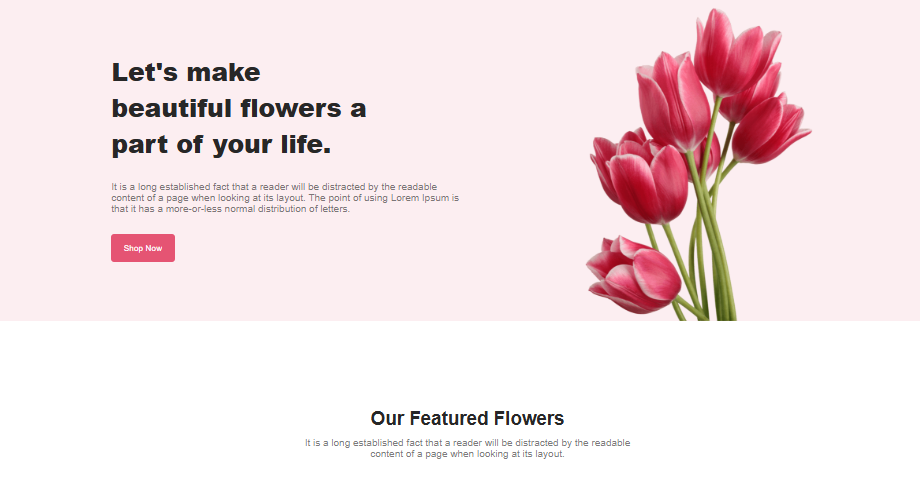 Let's make
beautiful flowers a
part of your life.
It is a long established fact that a reader will be distracted by the readable
content of a page when looking at its layout. The point of using Lorem Ipsum is
that it has a more-or-less normal distribution of letters.
Shop Now
Our Featured Flowers
It is a long established fact that a reader will be distracted by the readable
content of a page when looking at its layout.